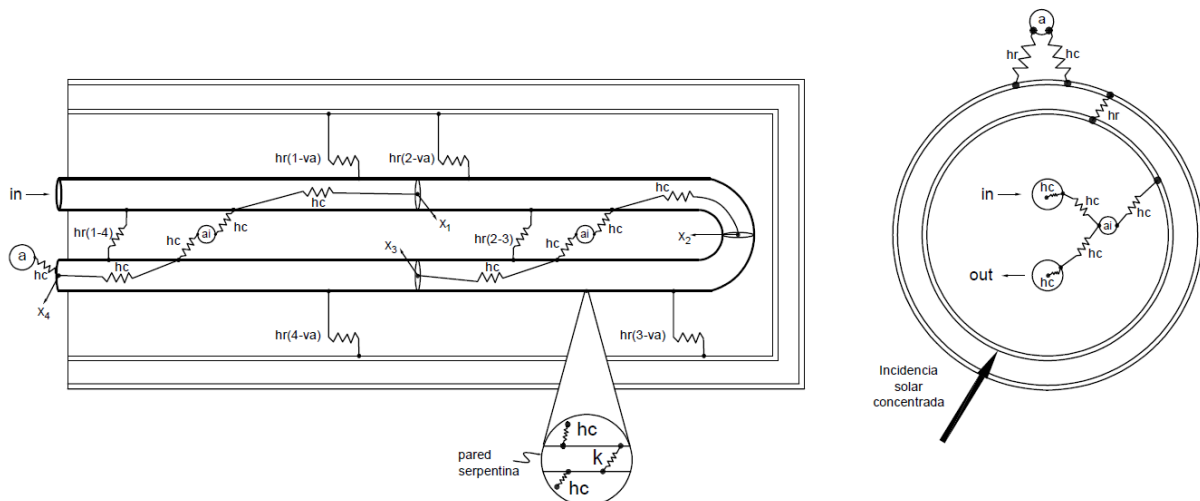 hr(1-va)
hr(2-va)
in
hc
hc
x1
hr(1-4)
hc
ai
hc
hr(2-3)
hc
ai
hc
x2
x3
a
hc
hc
hc
x4
hr(4-va)
hr(3-va)
pared
serpentina
hc
k
hc
a
hr
hc
hr
in
hc
hc
ai
hc
out
hc
hc
Incidencia
solar
concentrada